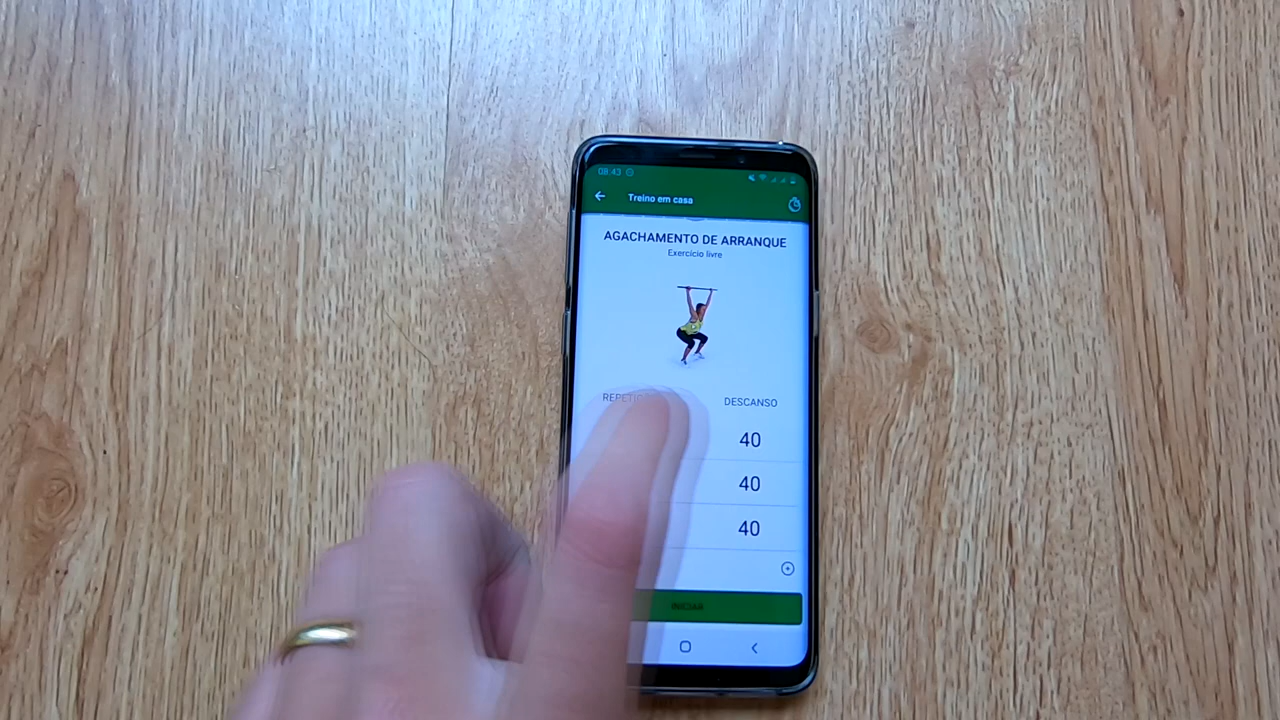 08:43
Treino em casa
AGACHAMENTO DE ARRANQUE
Exercício livre
DESCANSO
40
40
40
INICIAR